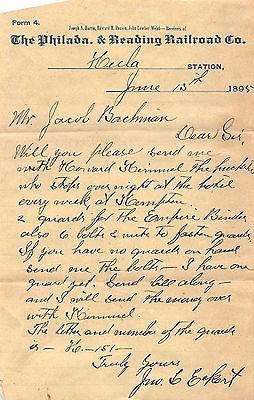 Form 4.
Joseph S. Harris, Edward M. Paxson, John Lowber Welsh—Receivers of
The Philada. & Reading Railroad Co.
Hecla
STATION,
June 13th 1895
Mr. Jacob Bachman
Dear Sir,
Will you please send me
with Howard Kimmel the huckster
who stops over night at the hotel
every week at Hampton
2 guards for the Empire Binder
also 6 bolts & nuts to fasten guards
If you have no guards on hand
send me the bolts — I have one
guard yet. Send bill along —
and I will send the money over
with Kimmel.
The letter and number of the guards
is — H—151—
Truly Yours
Jno. C Eckert